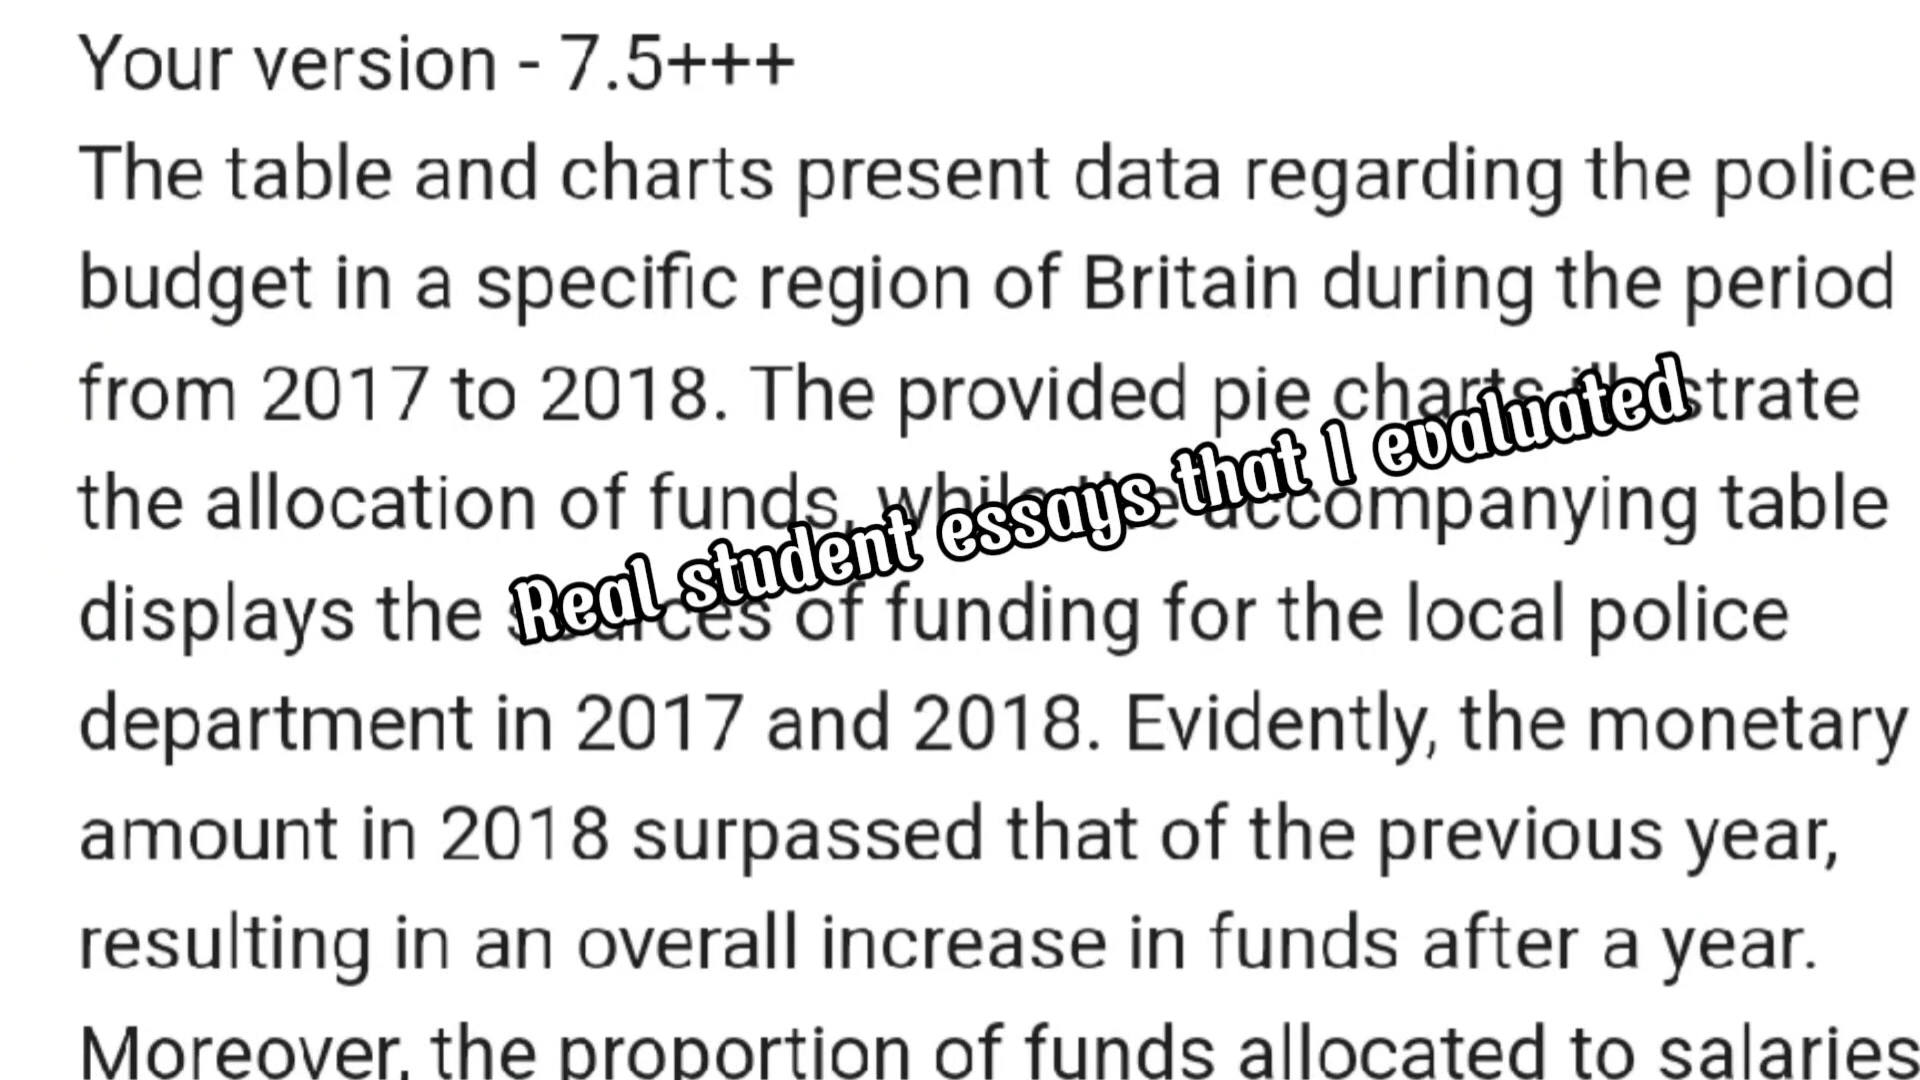 Your version - 7.5+++
The table and charts present data regarding the police
budget in a specific region of Britain during the period
from 2017 to 2018. The provided pie charts illustrate
the allocation of funds, while the accompanying table
displays the sources of funding for the local police
department in 2017 and 2018. Evidently, the monetary
amount in 2018 surpassed that of the previous year,
resulting in an overall increase in funds after a year.
Moreover, the proportion of funds allocated to salaries
Real student essays that I evaluated